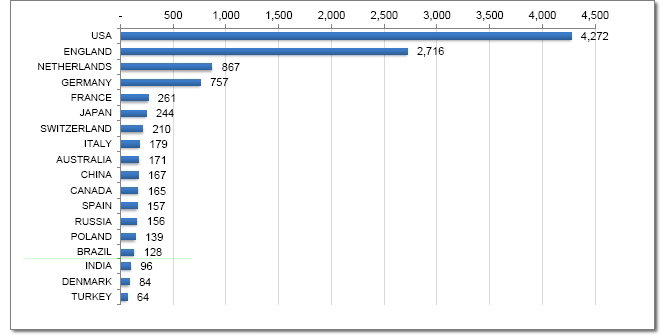 - 500 1,000 1,500 2,000 2,500 3,000 3,500 4,000 4,500
USA 4,272
ENGLAND 2,716
NETHERLANDS 867
GERMANY 757
FRANCE 261
JAPAN 244
SWITZERLAND 210
ITALY 179
AUSTRALIA 171
CHINA 167
CANADA 165
SPAIN 157
RUSSIA 156
POLAND 139
BRAZIL 128
INDIA 96
DENMARK 84
TURKEY 64